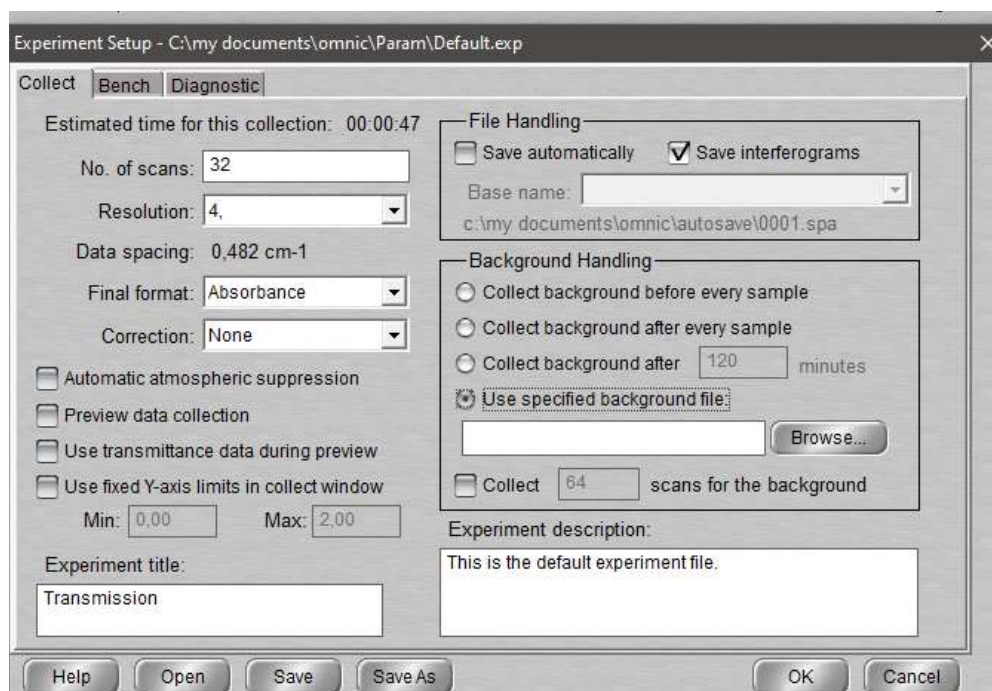 Experiment Setup - C:\my documents\omnic\Param\Default.exp
Collect Bench Diagnostic
Estimated time for this collection: 00:00:47
No. of scans: 32
Resolution: 4,
Data spacing: 0,482 cm-1
Final format: Absorbance
Correction: None
Automatic atmospheric suppression
Preview data collection
Use transmittance data during preview
Use fixed Y-axis limits in collect window
Min: 0,00 Max: 2,00
Experiment title:
Transmission
File Handling
Save automatically Save interferograms
Base name:
c:\my documents\omnic\autosave\0001.spa
Background Handling
Collect background before every sample
Collect background after every sample
Collect background after 120 minutes
Use specified background file:
Browse...
Collect 64 scans for the background
Experiment description:
This is the default experiment file.
Help Open Save Save As OK Cancel